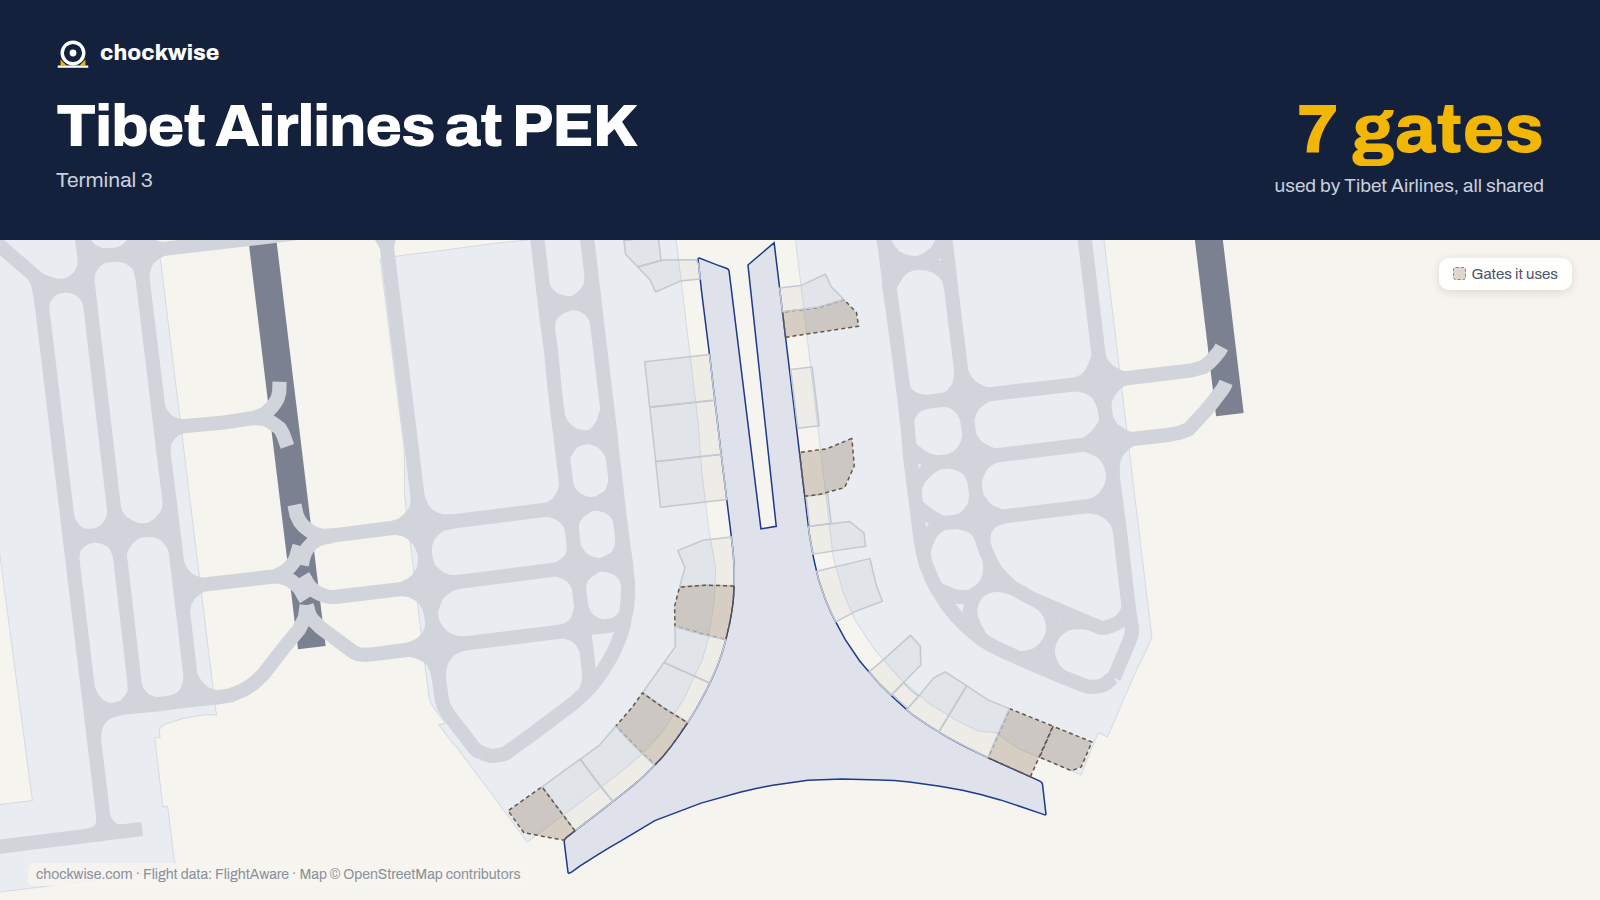 chockwise
Tibet Airlines at PEK
Terminal 3
7 gates
used by Tibet Airlines, all shared
Gates it uses
chockwise.com · Flight data: FlightAware · Map © OpenStreetMap contributors